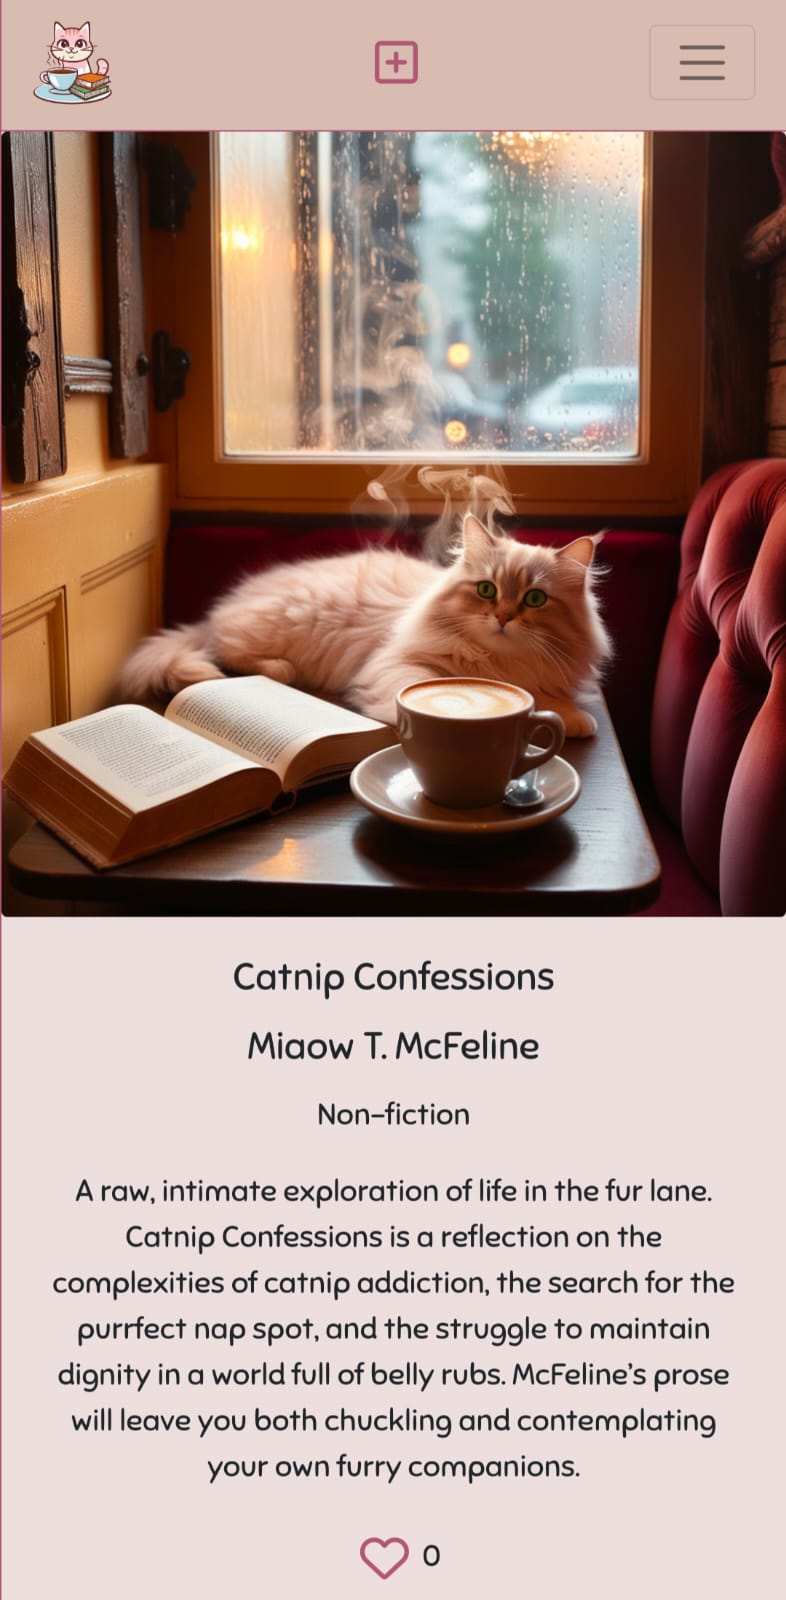 Catnip Confessions
Miaow T. McFeline
Non-fiction
A raw, intimate exploration of life in the fur lane.
Catnip Confessions is a reflection on the
complexities of catnip addiction, the search for the
purrfect nap spot, and the struggle to maintain
dignity in a world full of belly rubs. McFeline's prose
will leave you both chuckling and contemplating
your own furry companions.
0